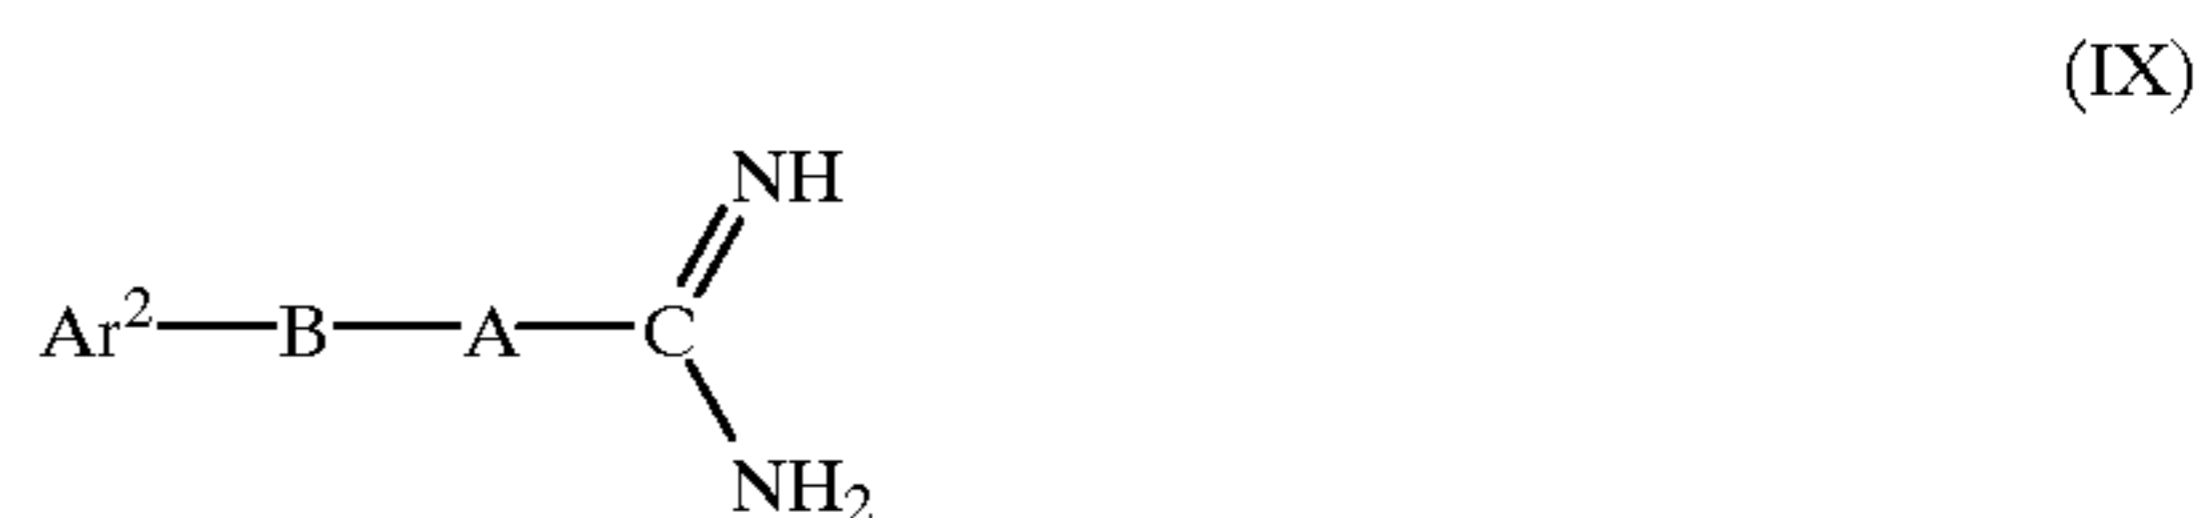 (IX)
NH
Ar² B A C
NH₂